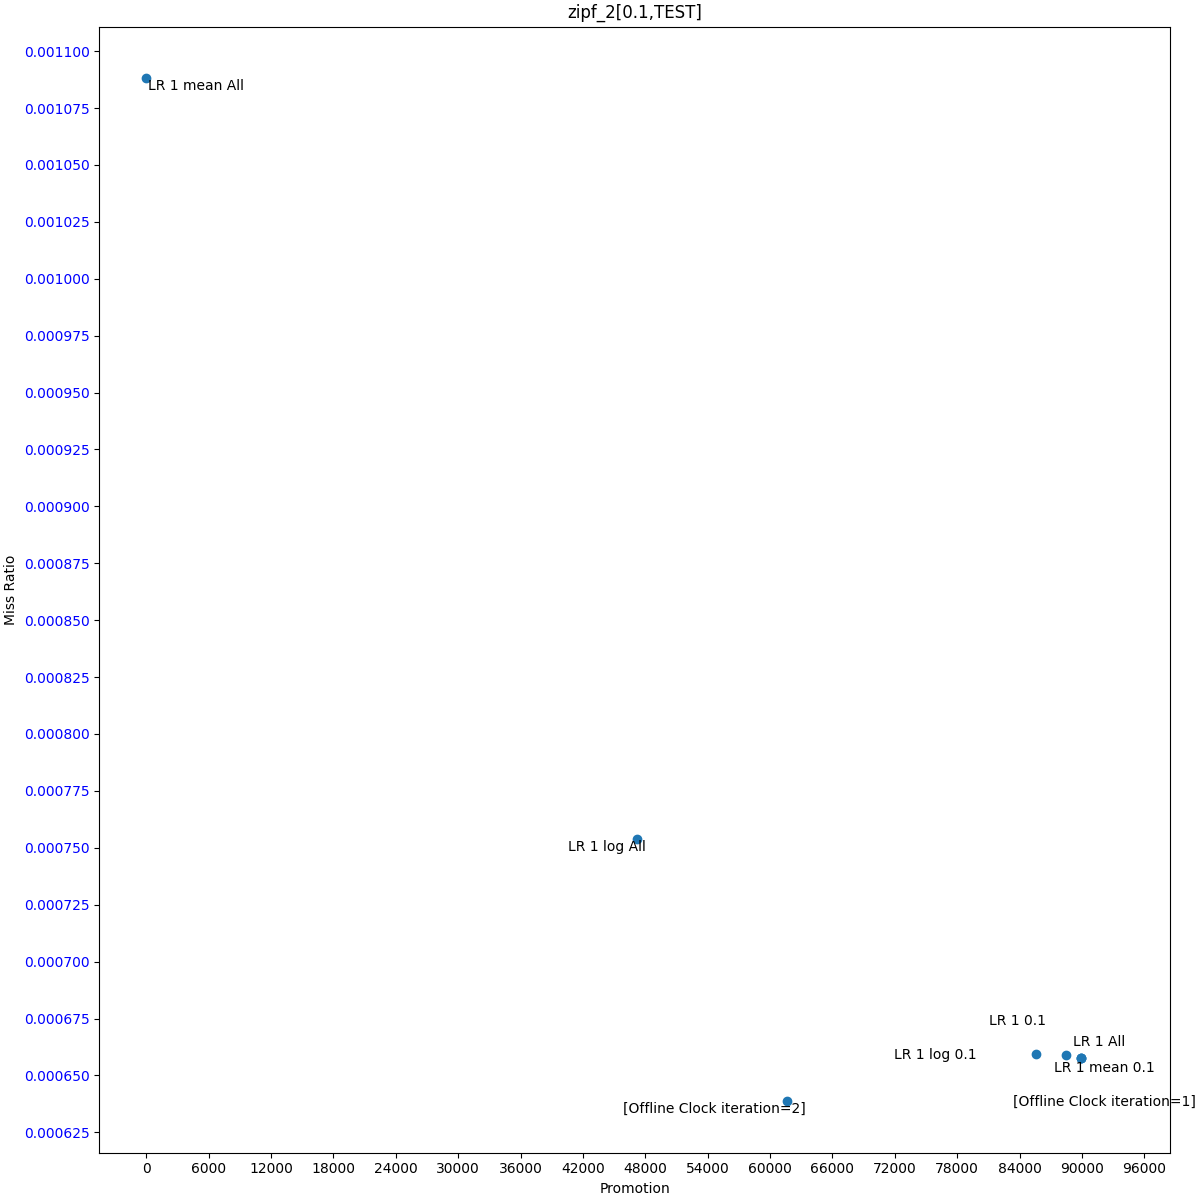 zipf_2[0.1,TEST]
0.001100
0.001075
0.001050
0.001025
0.001000
0.000975
0.000950
0.000925
0.000900
0.000875
0.000850
0.000825
0.000800
0.000775
0.000750
0.000725
0.000700
0.000675
0.000650
0.000625
Miss Ratio
LR 1 mean All
LR 1 log All
LR 1 0.1
LR 1 All
LR 1 log 0.1
LR 1 mean 0.1
[Offline Clock iteration=1]
[Offline Clock iteration=2]
0 6000 12000 18000 24000 30000 36000 42000 48000 54000 60000 66000 72000 78000 84000 90000 96000
Promotion